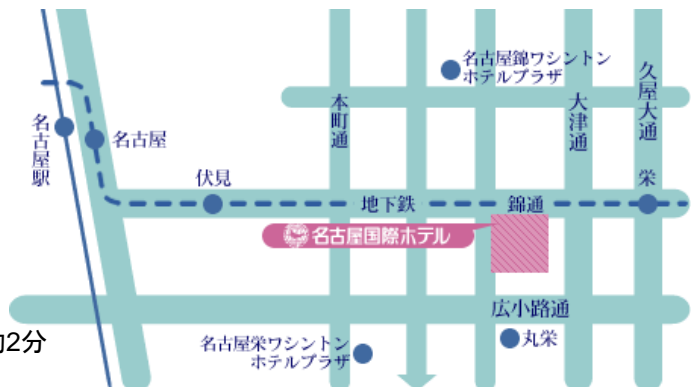 名古屋錦ワシントン
ホテルプラザ
久屋大通
大津通
本町通
名古屋駅
名古屋
伏見
栄
地下鉄
錦通
名古屋国際ホテル
広小路通
約2分
丸栄
名古屋栄ワシントン
ホテルプラザ